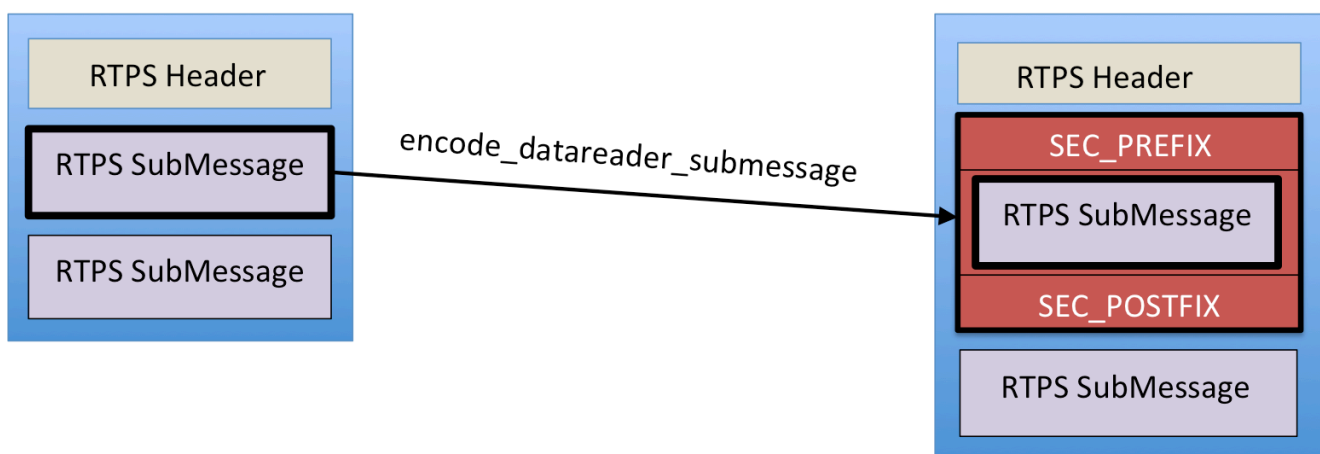 RTPS Header
RTPS SubMessage
RTPS SubMessage
encode_datareader_submessage
RTPS Header
SEC_PREFIX
RTPS SubMessage
SEC_POSTFIX
RTPS SubMessage